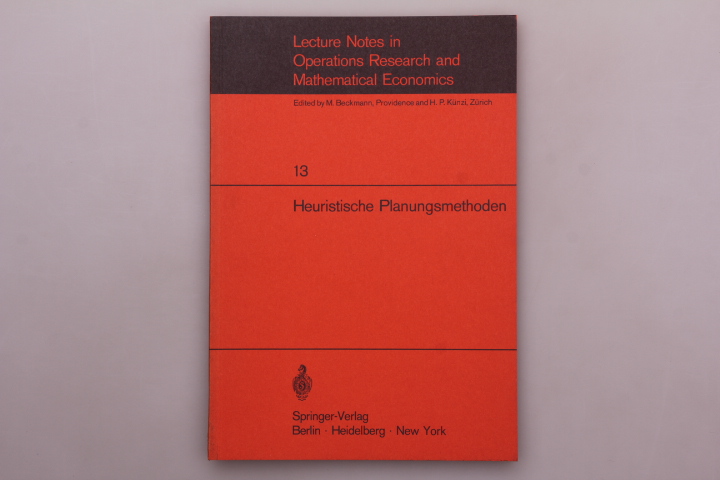 Lecture Notes in
Operations Research and
Mathematical Economics
Edited by M. Beckmann, Providence and H. P. Künzi, Zürich
13
Heuristische Planungsmethoden
Springer-Verlag
Berlin · Heidelberg · New York